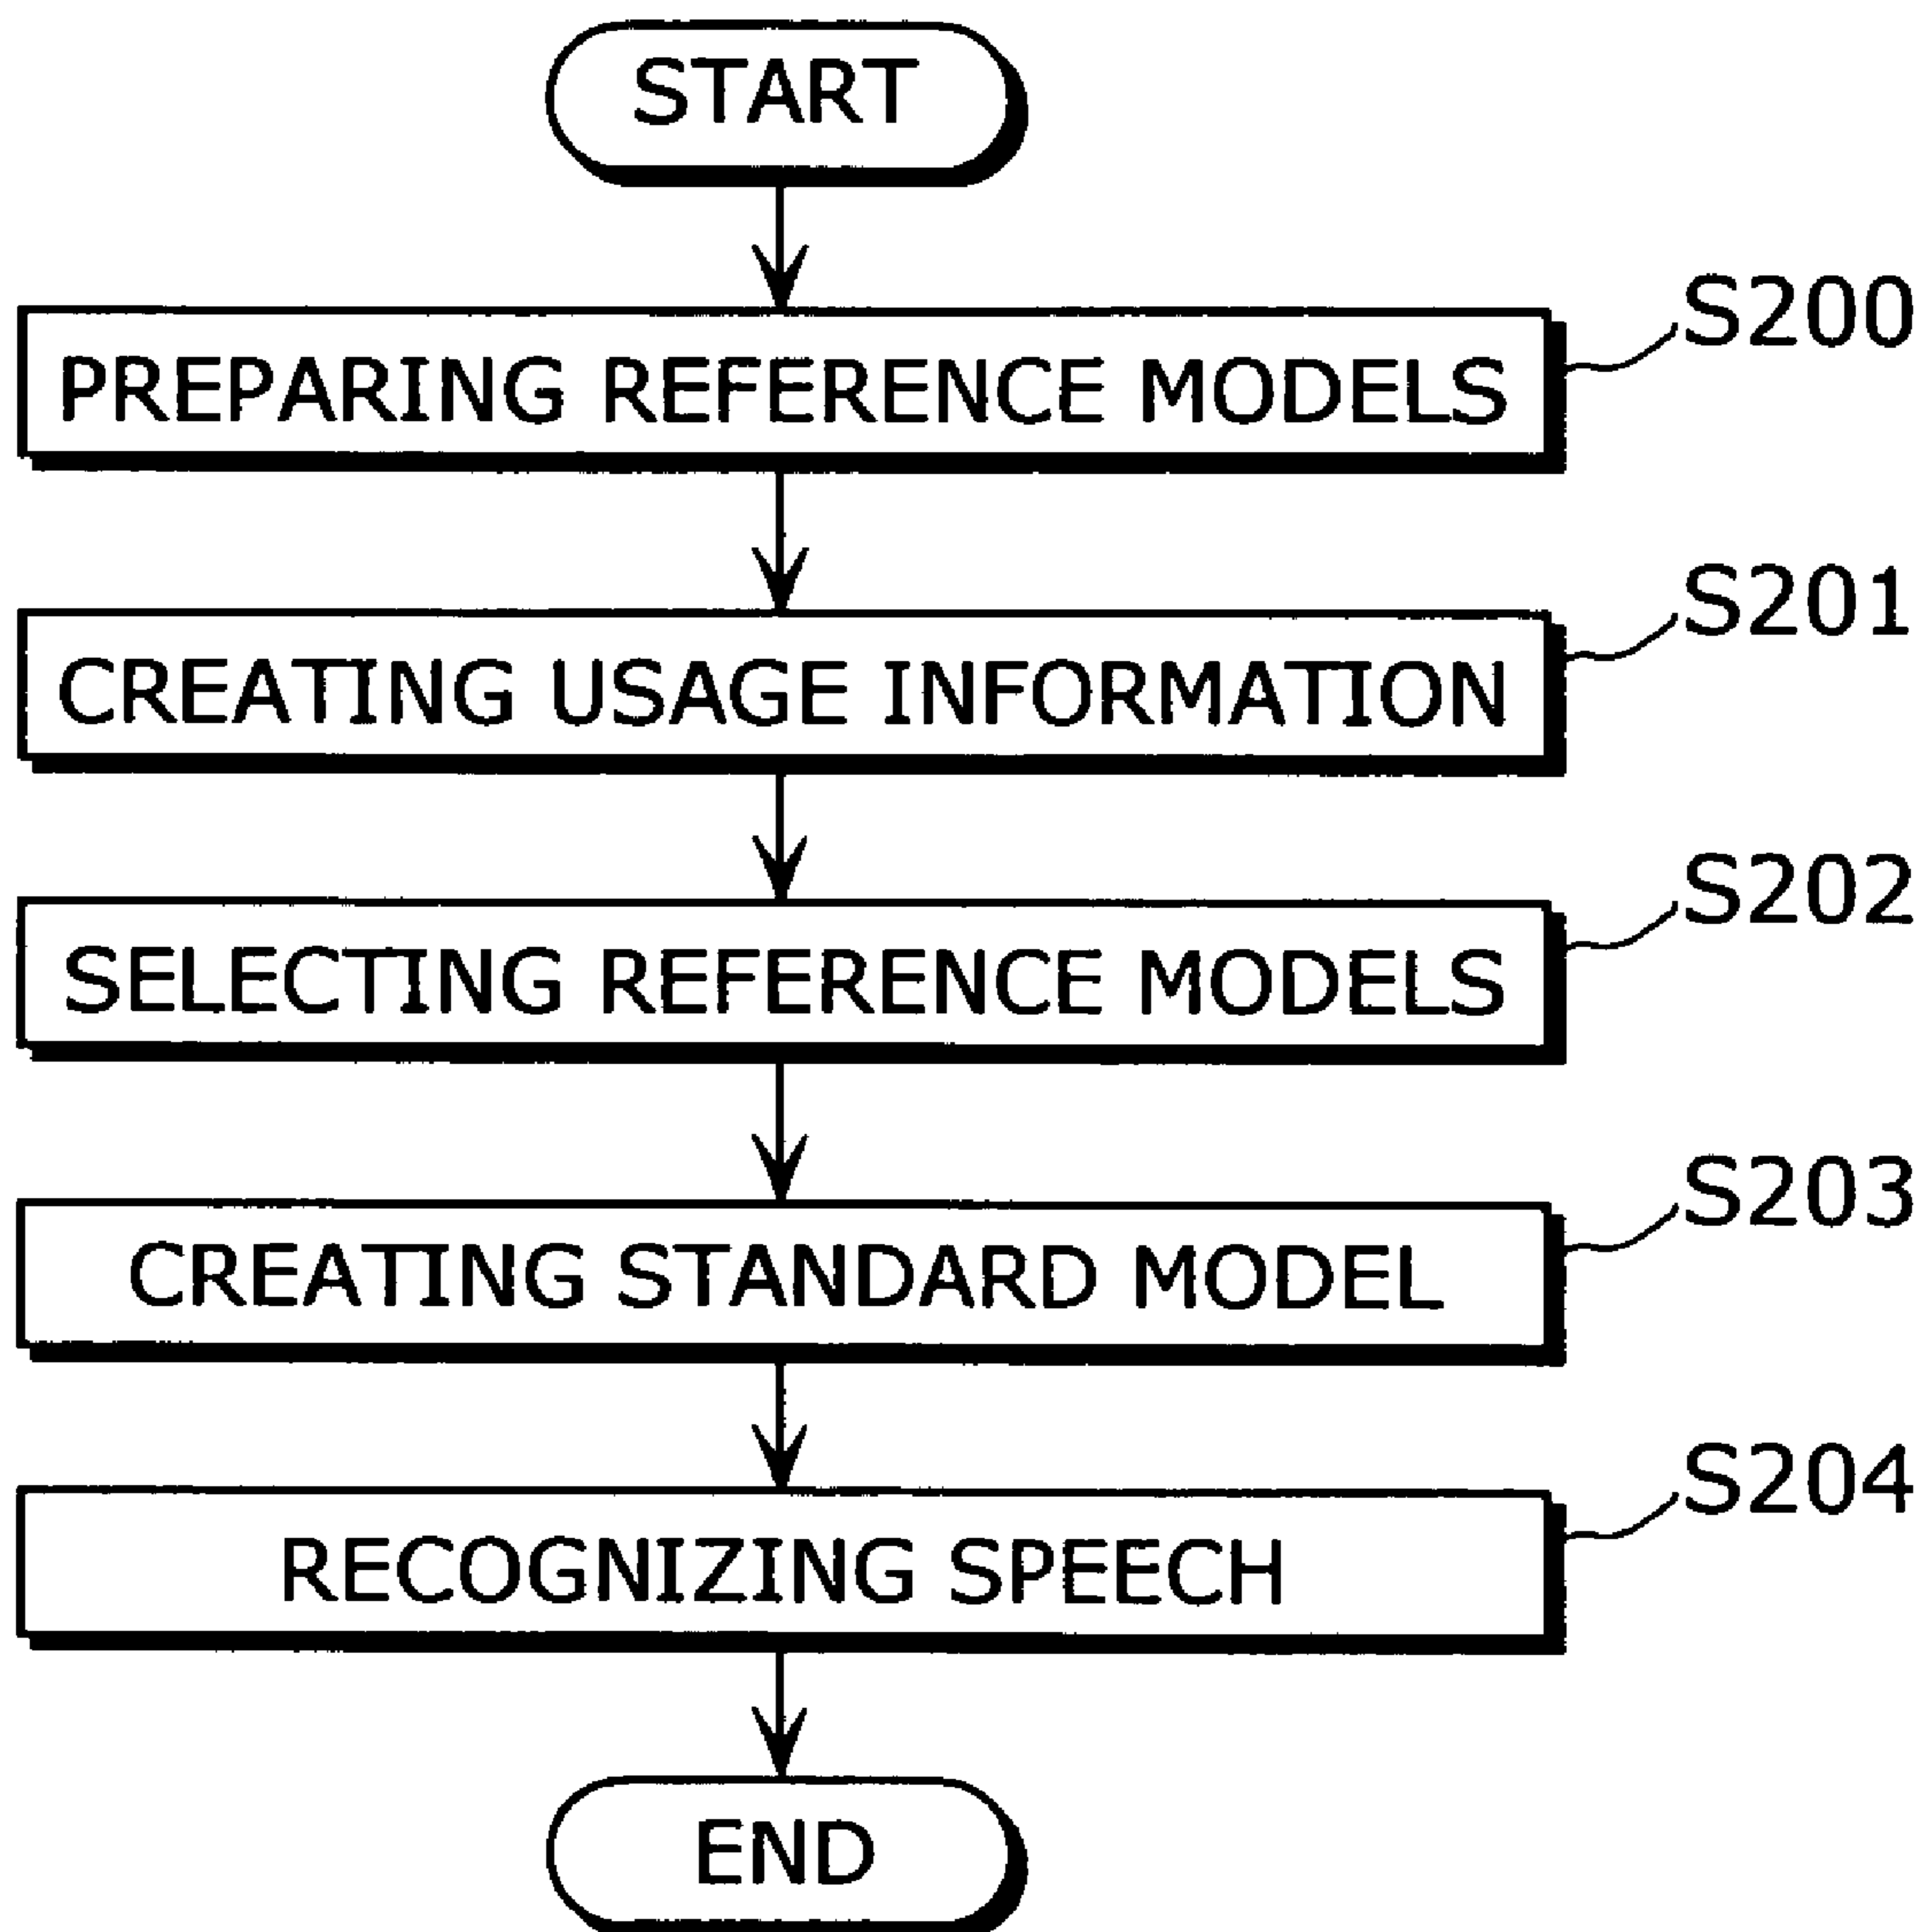 START
S200
PREPARING REFERENCE MODELS
S201
CREATING USAGE INFORMATION
S202
SELECTING REFERENCE MODELS
S203
CREATING STANDARD MODEL
S204
RECOGNIZING SPEECH
END